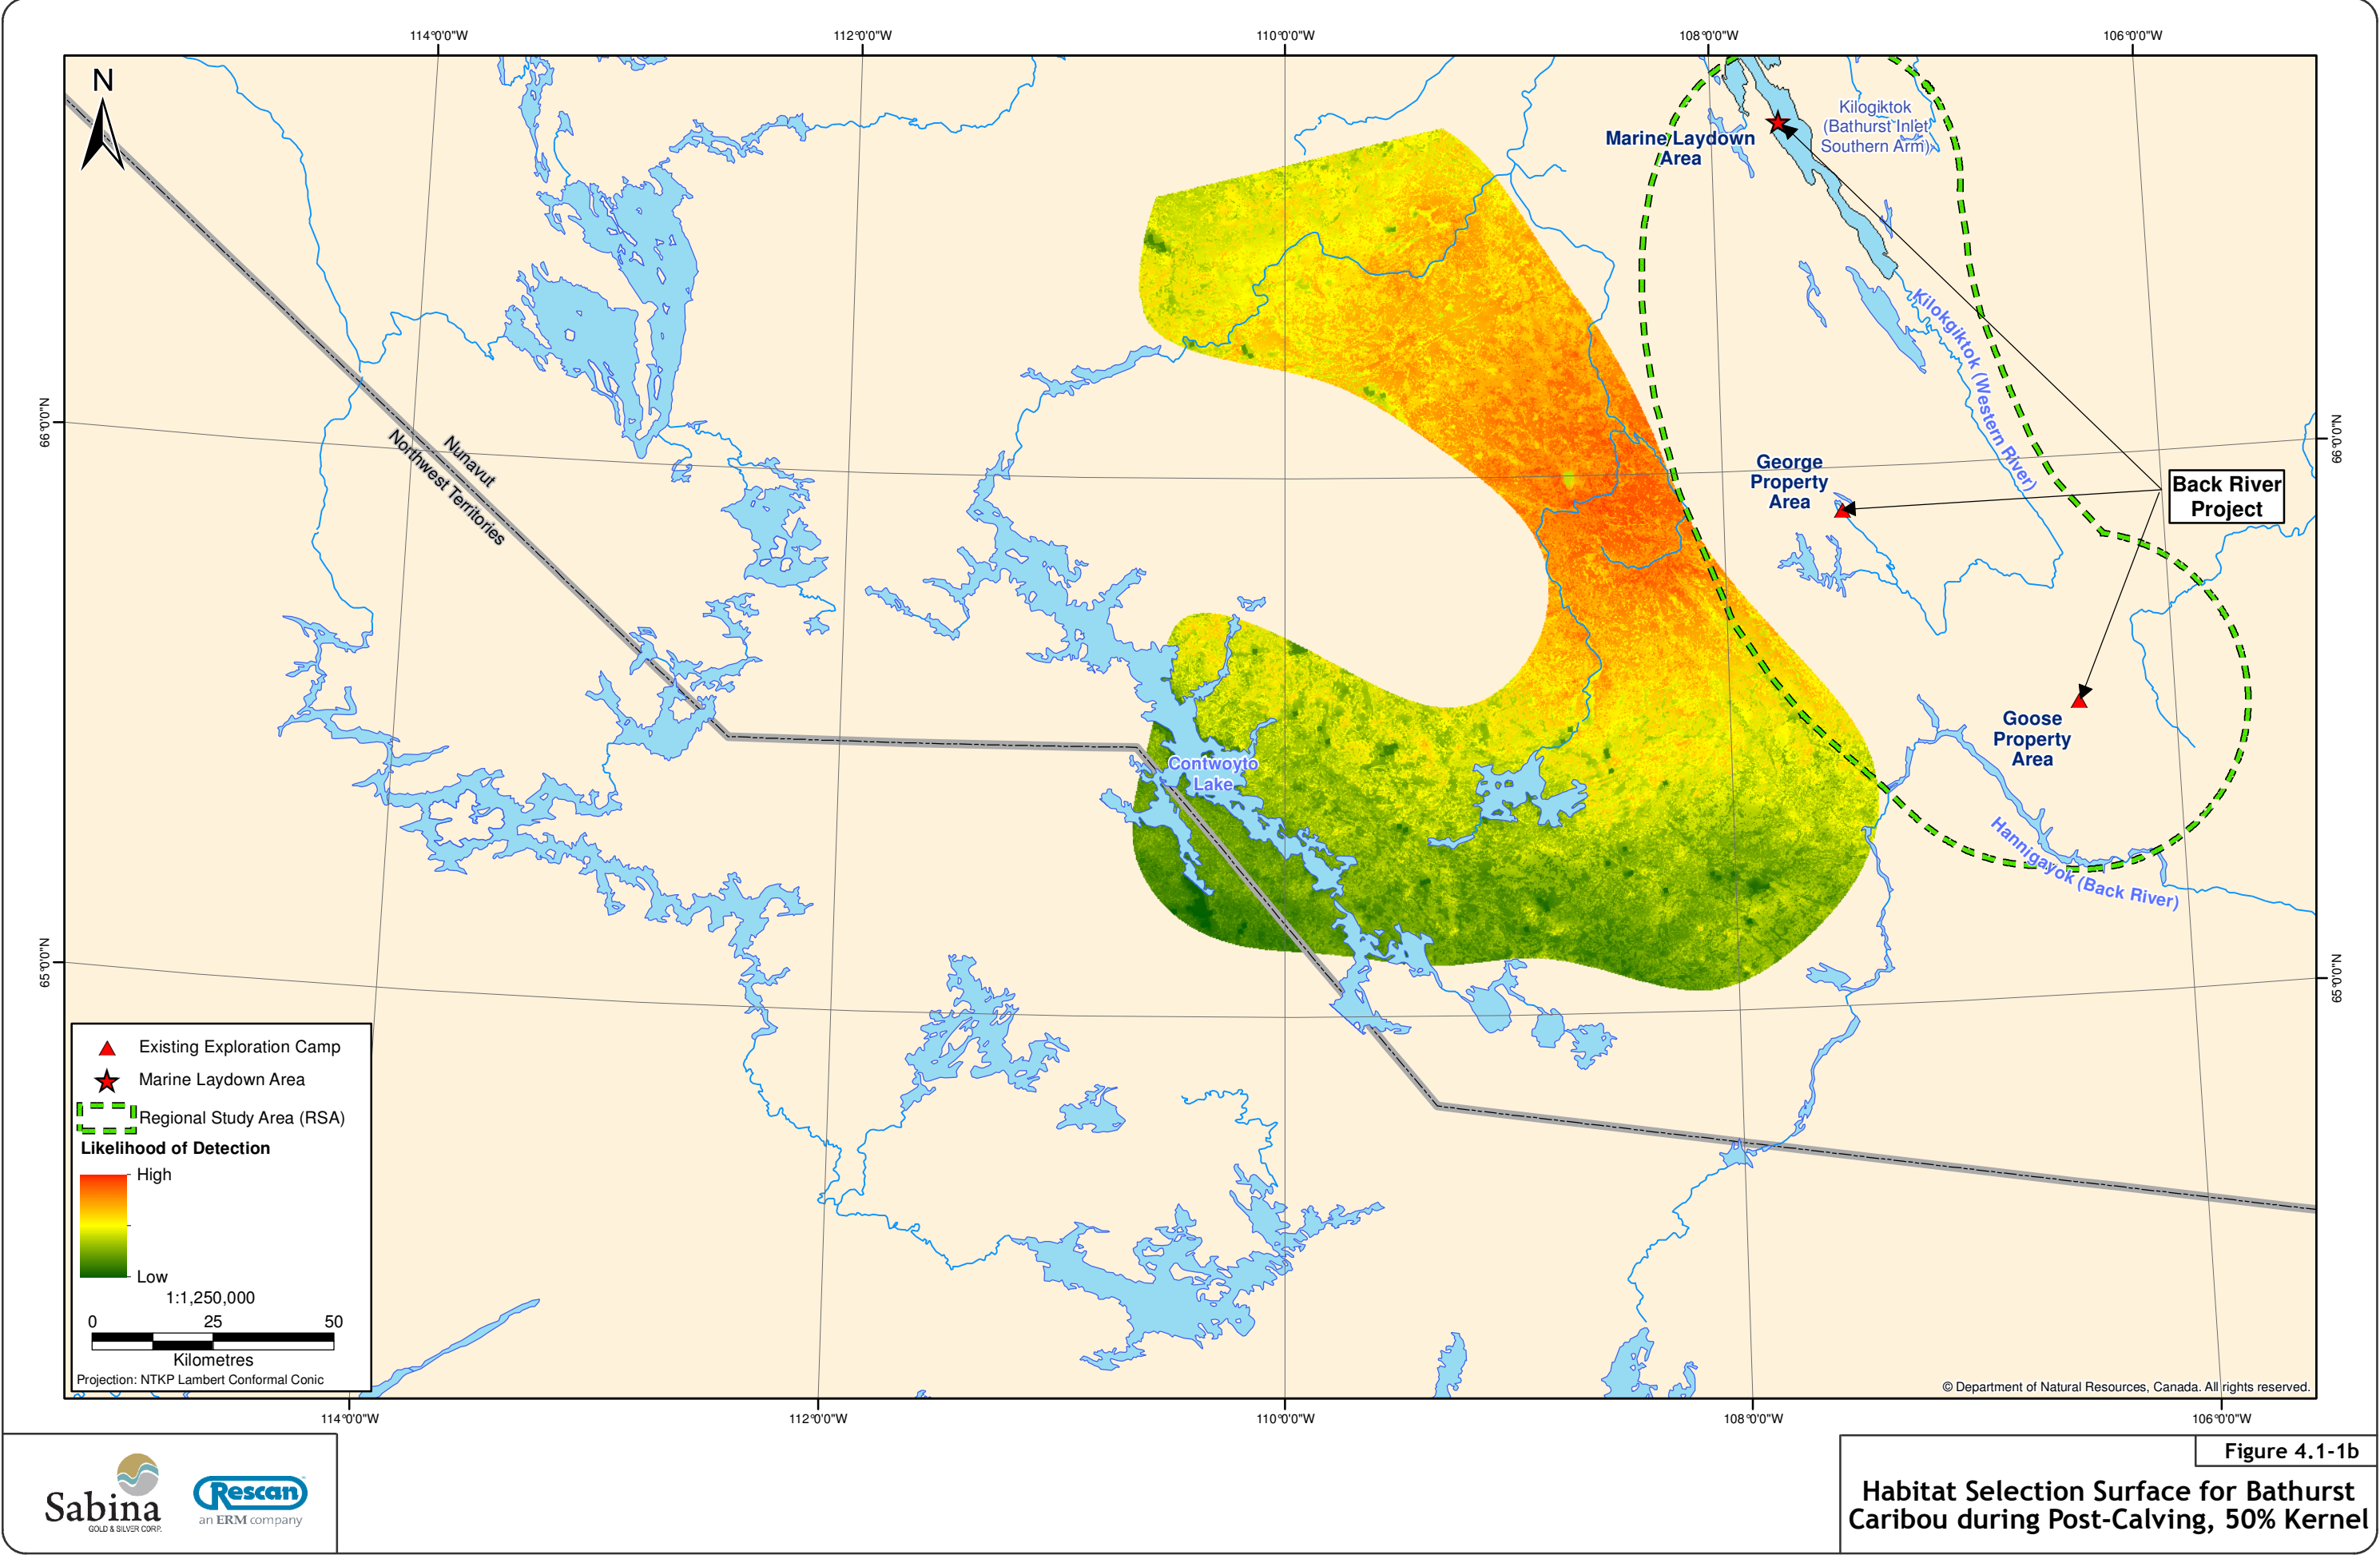 114°0'0"W
112°0'0"W
110°0'0"W
108°0'0"W
106°0'0"W
N
Kilogiktok
(Bathurst Inlet
Southern Arm)
Marine Laydown
Area
Kilokgiktok (Western River)
66°0'0"N
66°0'0"N
Nunavut
Northwest Territories
George
Property
Area
Back River
Project
Goose
Property
Area
Contwoyto
Lake
Hannigayok (Back River)
65°0'0"N
65°0'0"N
Existing Exploration Camp
Marine Laydown Area
Regional Study Area (RSA)
Likelihood of Detection
High
Low
1:1,250,000
0 25 50
Kilometres
Projection: NTKP Lambert Conformal Conic
© Department of Natural Resources, Canada. All rights reserved.
114°0'0"W
112°0'0"W
110°0'0"W
108°0'0"W
106°0'0"W
Sabina
GOLD & SILVER CORP.
Rescan
an ERM company
Figure 4.1-1b
Habitat Selection Surface for Bathurst
Caribou during Post-Calving, 50% Kernel